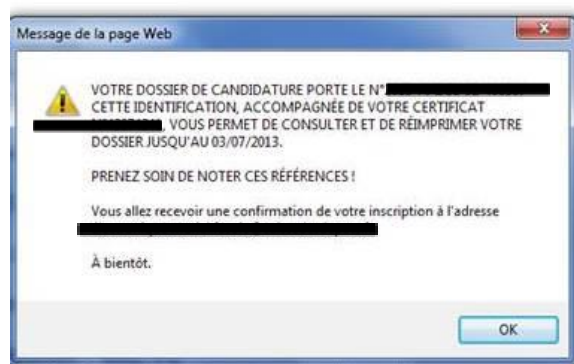 Message de la page Web
VOTRE DOSSIER DE CANDIDATURE PORTE LE N°
CETTE IDENTIFICATION, ACCOMPAGNÉE DE VOTRE CERTIFICAT
, VOUS PERMET DE CONSULTER ET DE RÉIMPRIMER VOTRE
DOSSIER JUSQU'AU 03/07/2013.
PRENEZ SOIN DE NOTER CES RÉFÉRENCES !
Vous allez recevoir une confirmation de votre inscription à l'adresse
À bientôt.
OK